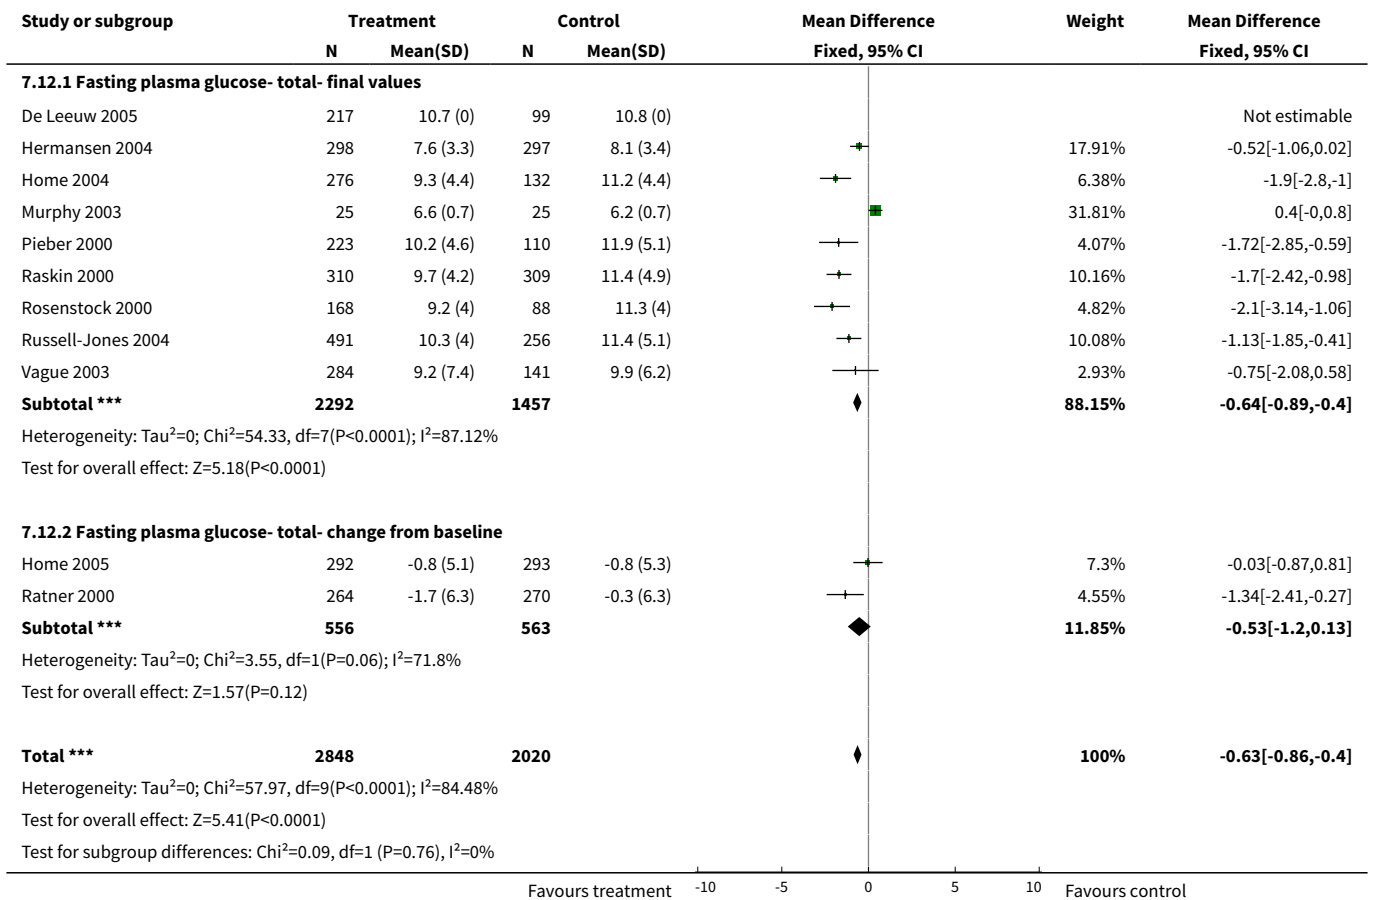 Study or subgroup Treatment Control Mean Difference Weight Mean Difference
N Mean(SD) N Mean(SD) Fixed, 95% CI Fixed, 95% CI
7.12.1 Fasting plasma glucose- total- final values
De Leeuw 2005 217 10.7 (0) 99 10.8 (0) Not estimable
Hermansen 2004 298 7.6 (3.3) 297 8.1 (3.4) 17.91% -0.52[-1.06,0.02]
Home 2004 276 9.3 (4.4) 132 11.2 (4.4) 6.38% -1.9[-2.8,-1]
Murphy 2003 25 6.6 (0.7) 25 6.2 (0.7) 31.81% 0.4[-0,0.8]
Pieber 2000 223 10.2 (4.6) 110 11.9 (5.1) 4.07% -1.72[-2.85,-0.59]
Raskin 2000 310 9.7 (4.2) 309 11.4 (4.9) 10.16% -1.7[-2.42,-0.98]
Rosenstock 2000 168 9.2 (4) 88 11.3 (4) 4.82% -2.1[-3.14,-1.06]
Russell-Jones 2004 491 10.3 (4) 256 11.4 (5.1) 10.08% -1.13[-1.85,-0.41]
Vague 2003 284 9.2 (7.4) 141 9.9 (6.2) 2.93% -0.75[-2.08,0.58]
Subtotal *** 2292 1457 88.15% -0.64[-0.89,-0.4]
Heterogeneity: Tau²=0; Chi²=54.33, df=7(P<0.0001); I²=87.12%
Test for overall effect: Z=5.18(P<0.0001)
7.12.2 Fasting plasma glucose- total- change from baseline
Home 2005 292 -0.8 (5.1) 293 -0.8 (5.3) 7.3% -0.03[-0.87,0.81]
Ratner 2000 264 -1.7 (6.3) 270 -0.3 (6.3) 4.55% -1.34[-2.41,-0.27]
Subtotal *** 556 563 11.85% -0.53[-1.2,0.13]
Heterogeneity: Tau²=0; Chi²=3.55, df=1(P=0.06); I²=71.8%
Test for overall effect: Z=1.57(P=0.12)
Total *** 2848 2020 100% -0.63[-0.86,-0.4]
Heterogeneity: Tau²=0; Chi²=57.97, df=9(P<0.0001); I²=84.48%
Test for overall effect: Z=5.41(P<0.0001)
Test for subgroup differences: Chi²=0.09, df=1 (P=0.76), I²=0%
Favours treatment -10 -5 0 5 10 Favours control